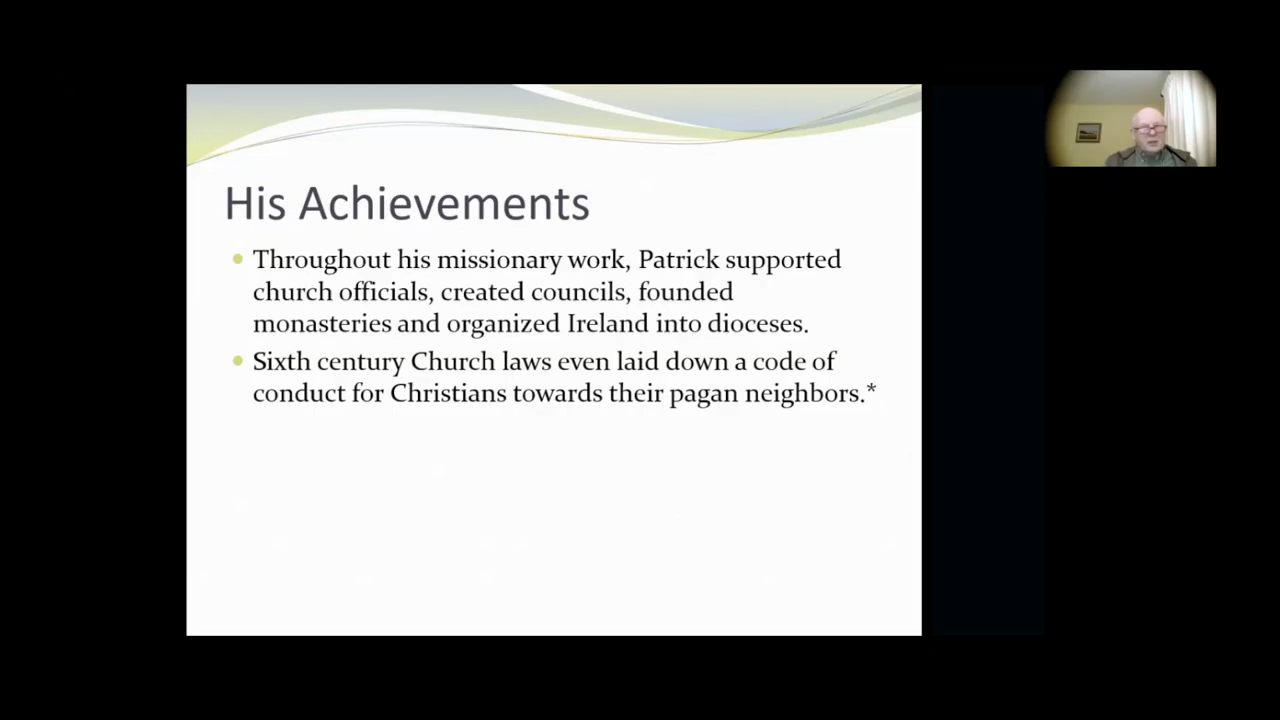 His Achievements
Throughout his missionary work, Patrick supported
church officials, created councils, founded
monasteries and organized Ireland into dioceses.
Sixth century Church laws even laid down a code of
conduct for Christians towards their pagan neighbors.*